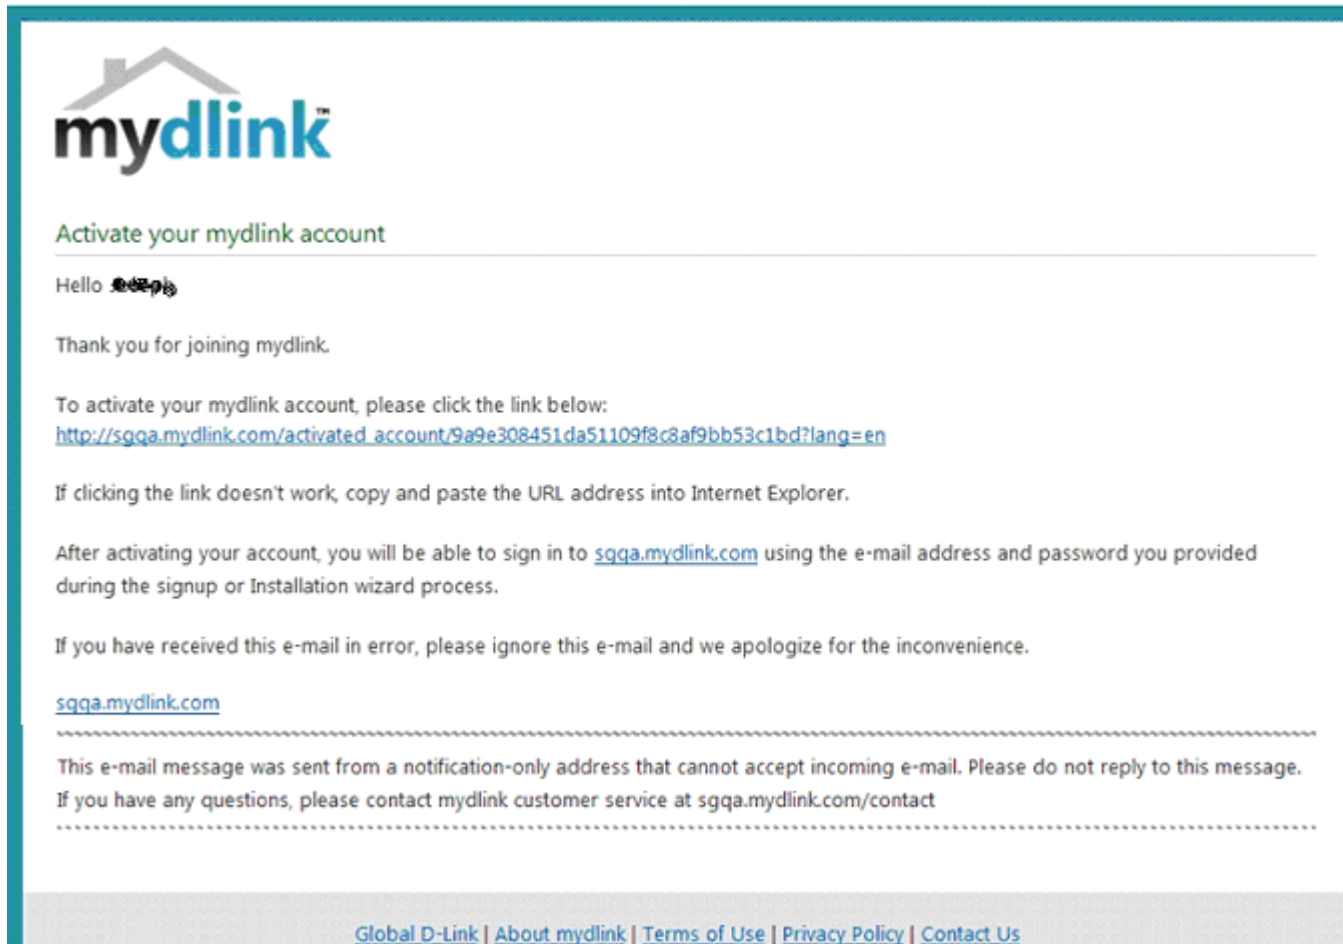 mydlink™
Activate your mydlink account
Hello
Thank you for joining mydlink.
To activate your mydlink account, please click the link below:
http://sgqa.mydlink.com/activated_account/9a9e308451da51109f8c8af9bb53c1bd?lang=en
If clicking the link doesn't work, copy and paste the URL address into Internet Explorer.
After activating your account, you will be able to sign in to sgqa.mydlink.com using the e-mail address and password you provided
during the signup or Installation wizard process.
If you have received this e-mail in error, please ignore this e-mail and we apologize for the inconvenience.
sgqa.mydlink.com
This e-mail message was sent from a notification-only address that cannot accept incoming e-mail. Please do not reply to this message.
If you have any questions, please contact mydlink customer service at sgqa.mydlink.com/contact
Global D-Link | About mydlink | Terms of Use | Privacy Policy | Contact Us